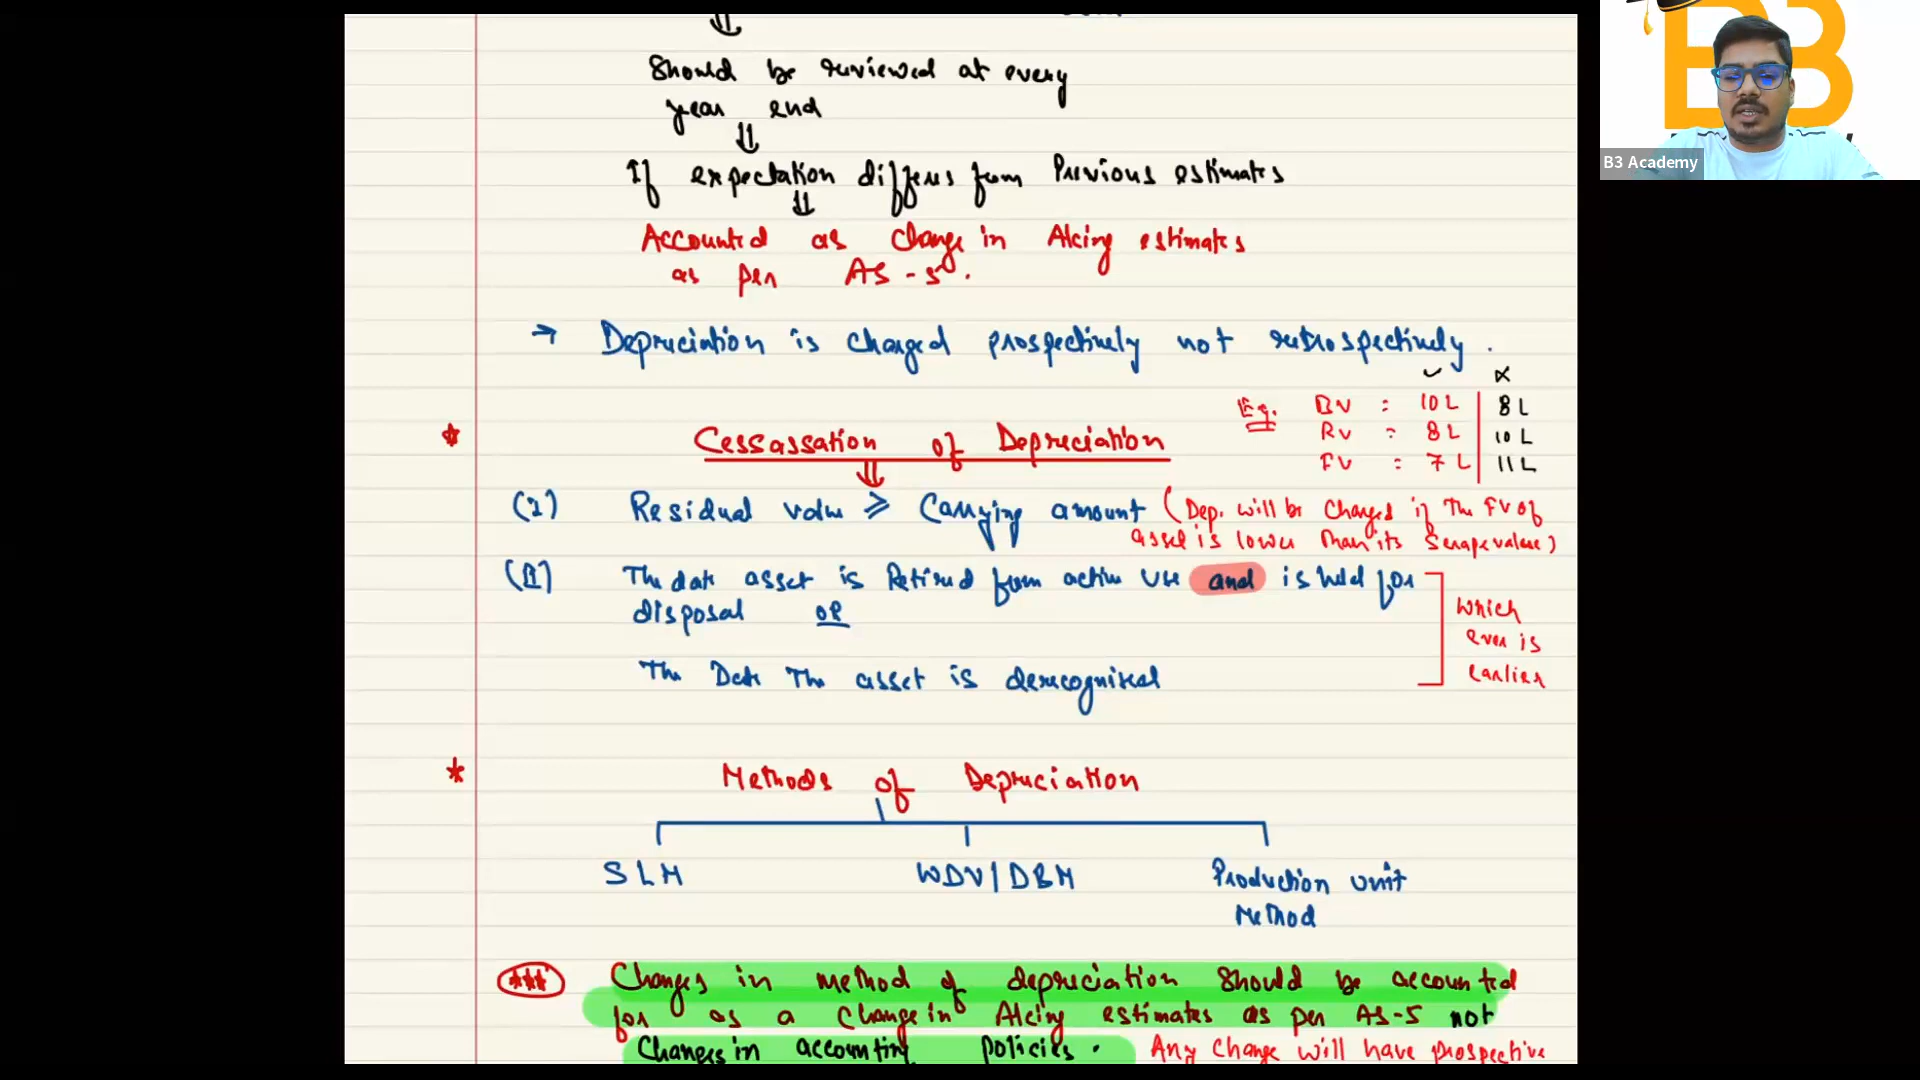 Should be reviewed at every
year end
If expectation differs from Previous estimates
Accounted as change in A/cing estimates
as per AS-5.
→ Depreciation is charged prospectively not retrospectively.
Eg. BV = 10 L | 8 L
RV = 8 L | 10 L
FV = 7 L | 11 L
* Cessassation of Depreciation
(I) Residual value ≥ Carrying amount (Dep. will be charged if the FV of
asset is lower than its scrape value)
(II) The date asset is Retired from active use and is held for
disposal OR
The Date the asset is derecognised
which
ever is
earlier
* Methods of Depreciation
SLM WDV/DBM Production unit
Method
*** Changes in method of depreciation should be accounted
for as a change in A/cing estimates as per AS-5 not
Changes in accounting policies. Any change will have prospective
B3
B3 Academy